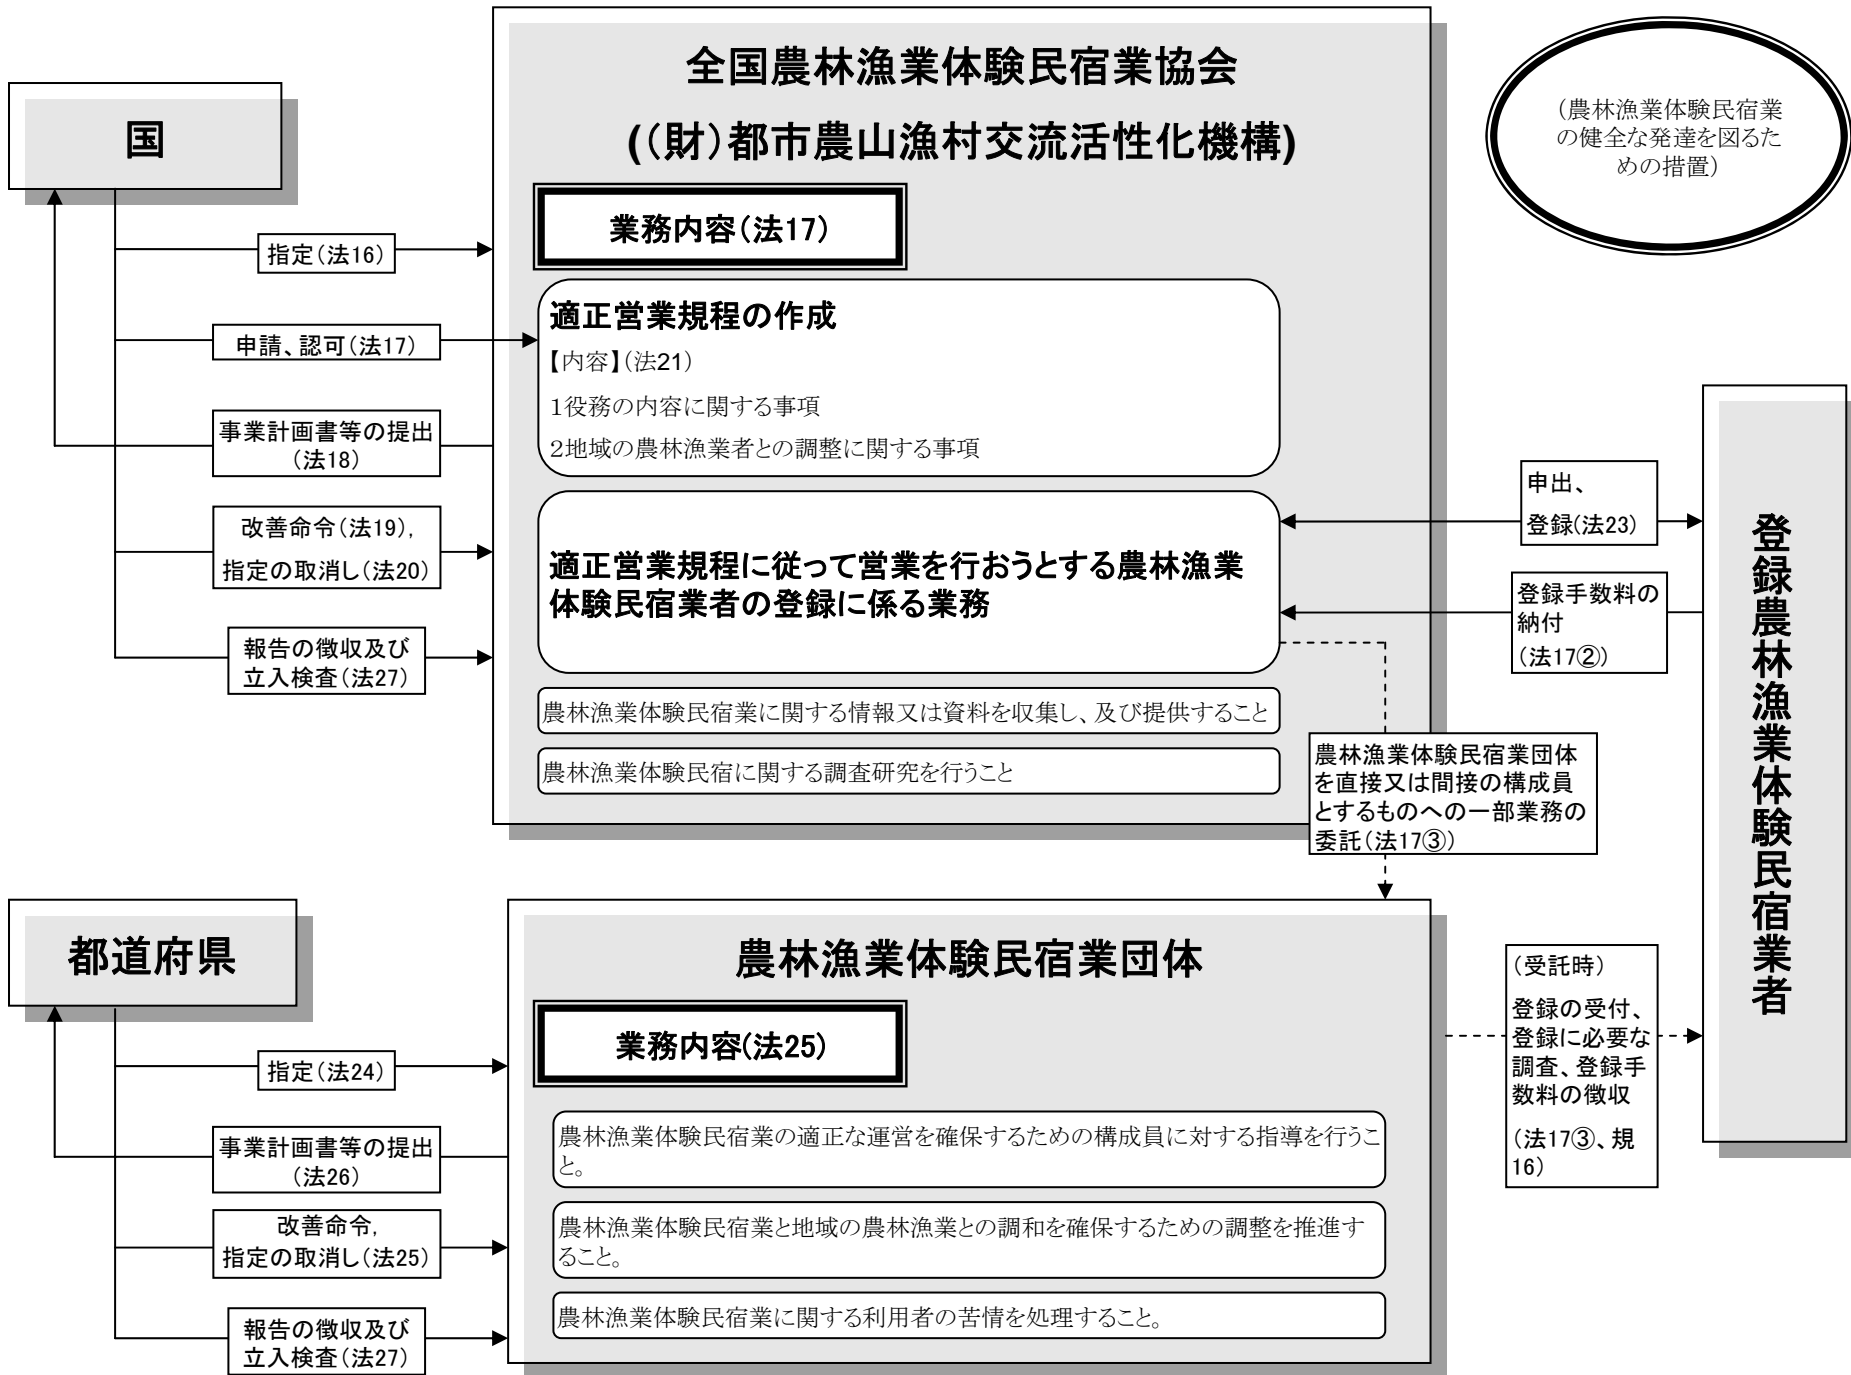 全国農林漁業体験民宿業協会
((財)都市農山漁村交流活性化機構)
(農林漁業体験民宿業
の健全な発達を図るた
めの措置)
国
業務内容(法17)
指定(法16)
適正営業規程の作成
【内容】(法21)
1役務の内容に関する事項
2地域の農林漁業者との調整に関する事項
申請、認可(法17)
事業計画書等の提出
(法18)
改善命令(法19),
指定の取消し(法20)
報告の徴収及び
立入検査(法27)
適正営業規程に従って営業を行おうとする農林漁業
体験民宿業者の登録に係る業務
農林漁業体験民宿業に関する情報又は資料を収集し、及び提供すること
農林漁業体験民宿に関する調査研究を行うこと
申出、
登録(法23)
登録手数料の
納付
(法17②)
農林漁業体験民宿業団体
を直接又は間接の構成員
とするものへの一部業務の
委託(法17③)
登録農林漁業体験民宿業者
都道府県
農林漁業体験民宿業団体
業務内容(法25)
指定(法24)
事業計画書等の提出
(法26)
改善命令,
指定の取消し(法25)
報告の徴収及び
立入検査(法27)
農林漁業体験民宿業の適正な運営を確保するための構成員に対する指導を行うこ
と。
農林漁業体験民宿業と地域の農林漁業との調和を確保するための調整を推進す
ること。
農林漁業体験民宿業に関する利用者の苦情を処理すること。
(受託時)
登録の受付、
登録に必要な
調査、登録手
数料の徴収
(法17③、規
16)